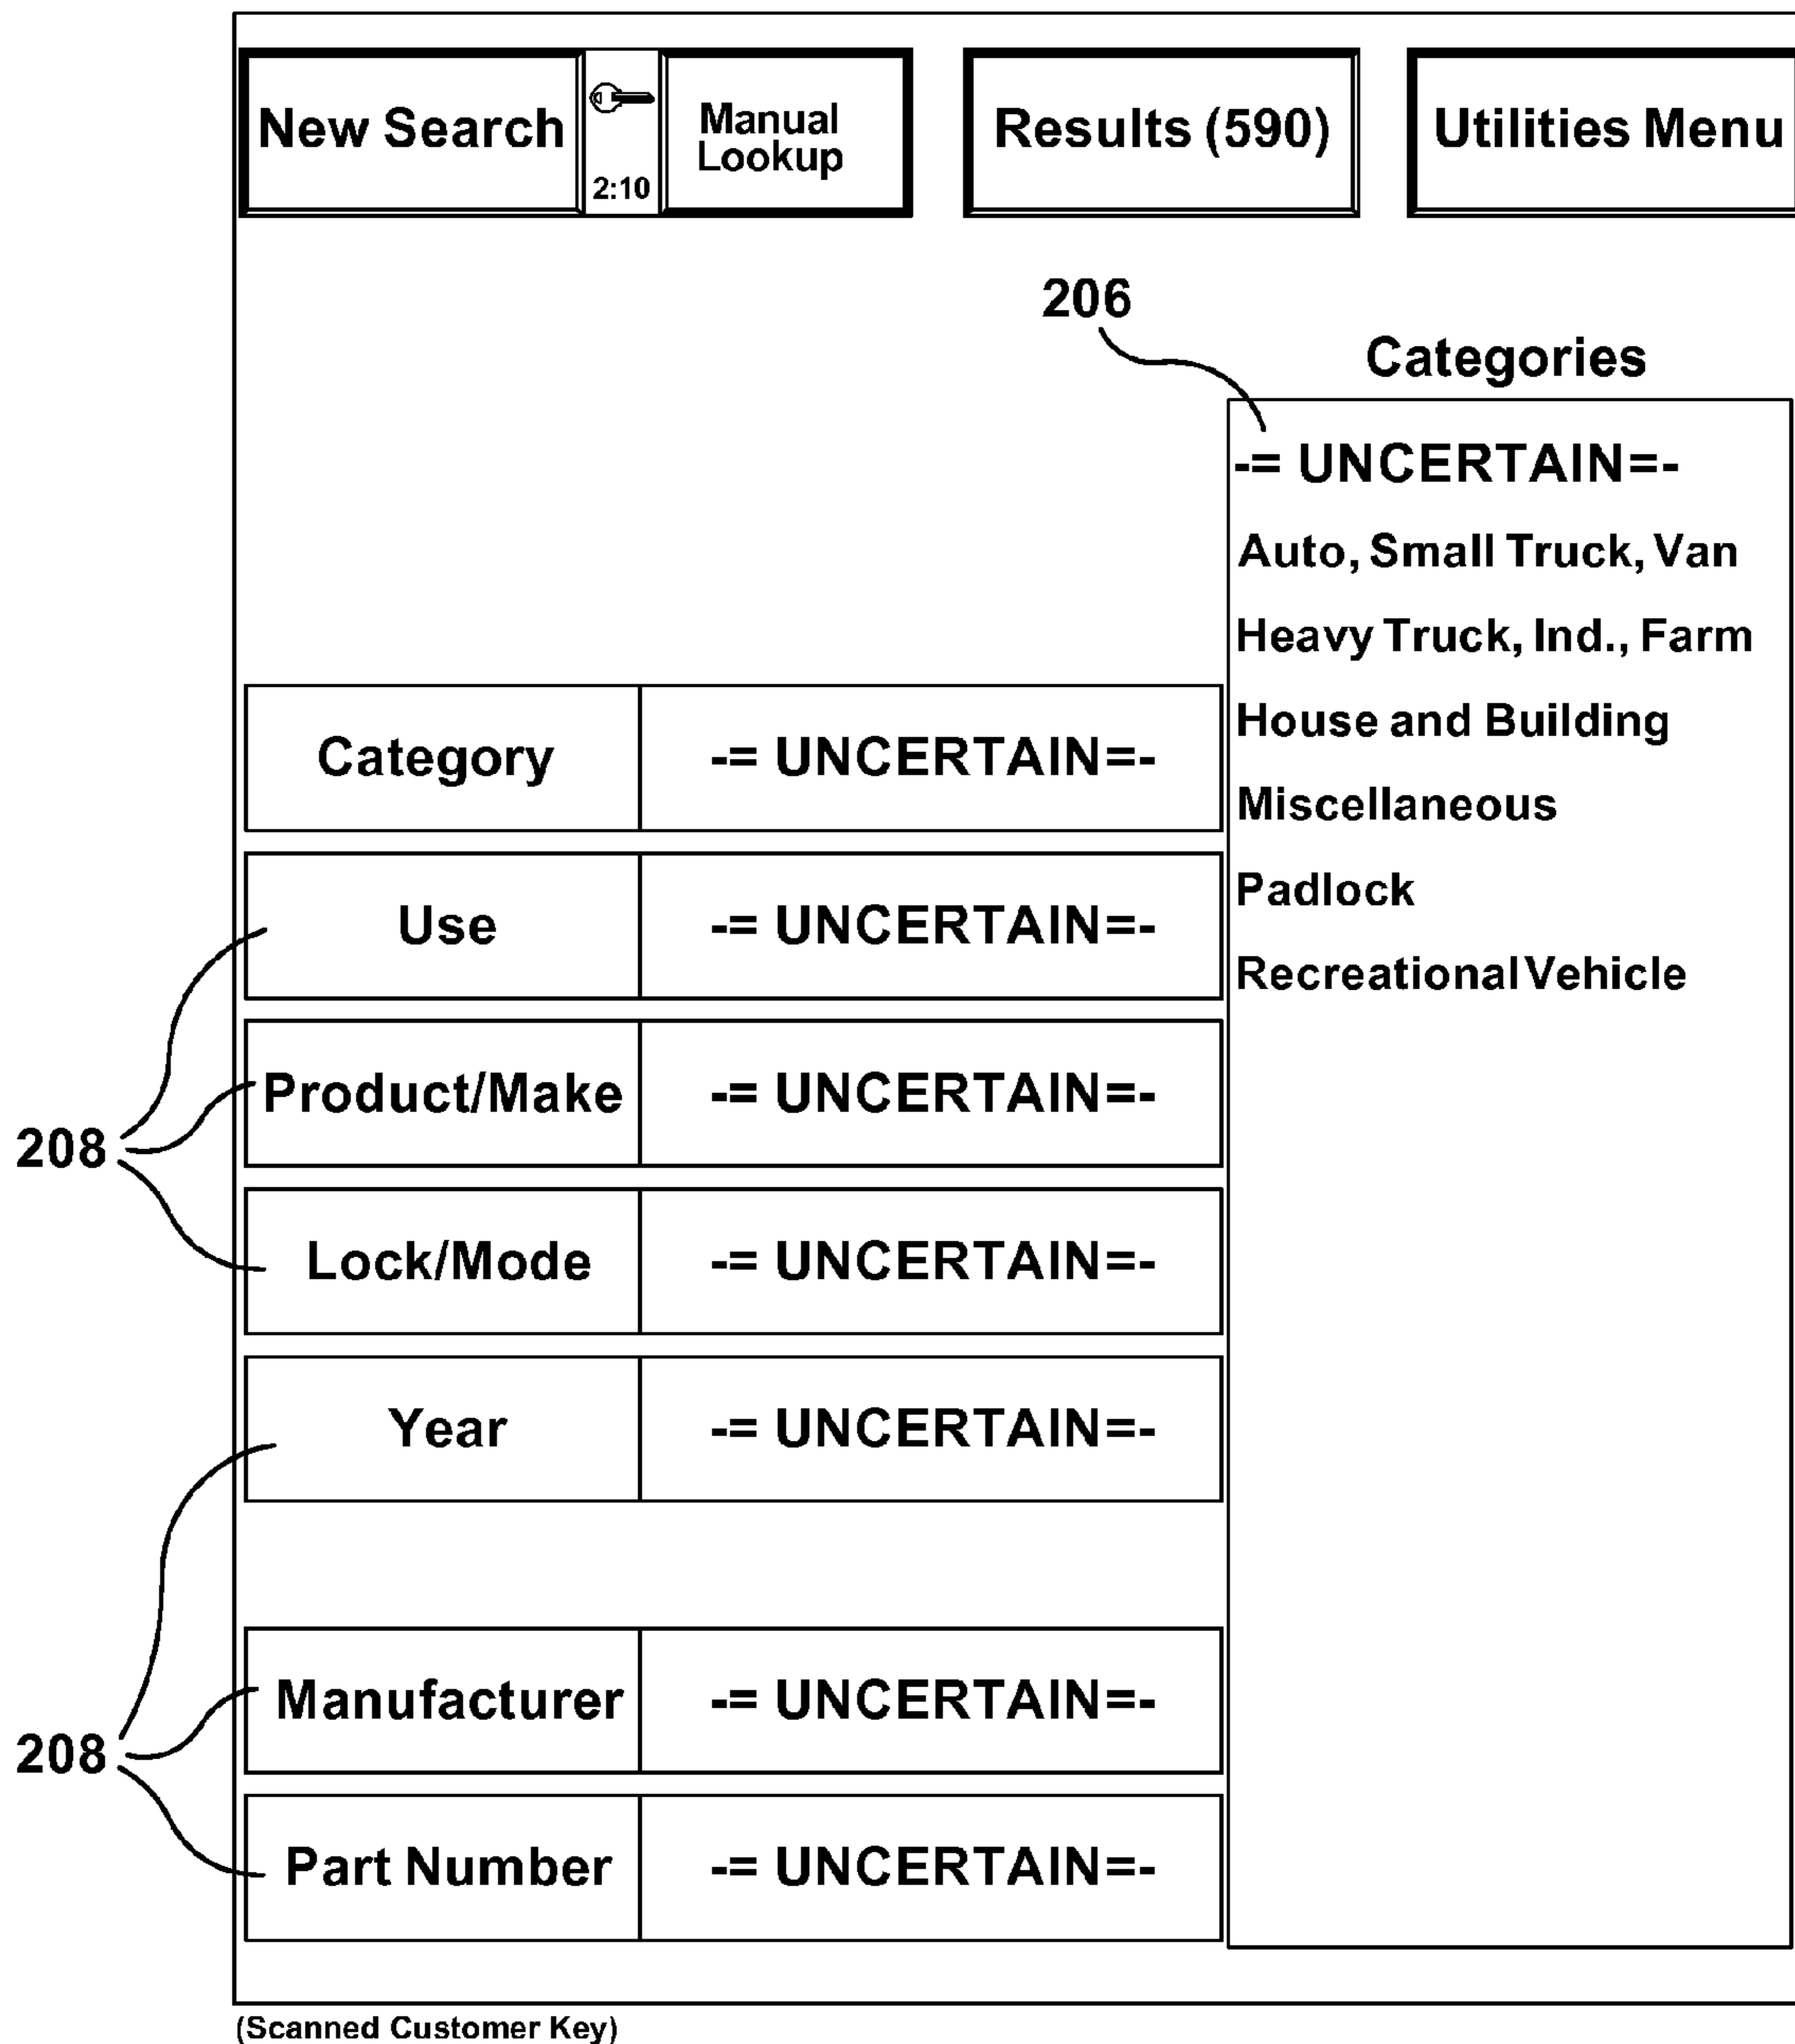 New Search
2:10
Manual
Lookup
Results (590)
Utilities Menu
206
Categories
-= UNCERTAIN=-
Auto, Small Truck, Van
Heavy Truck, Ind., Farm
House and Building
Miscellaneous
Padlock
Recreational Vehicle
Category -= UNCERTAIN=-
Use -= UNCERTAIN=-
Product/Make -= UNCERTAIN=-
208
Lock/Mode -= UNCERTAIN=-
Year -= UNCERTAIN=-
Manufacturer -= UNCERTAIN=-
208
Part Number -= UNCERTAIN=-
(Scanned Customer Key)